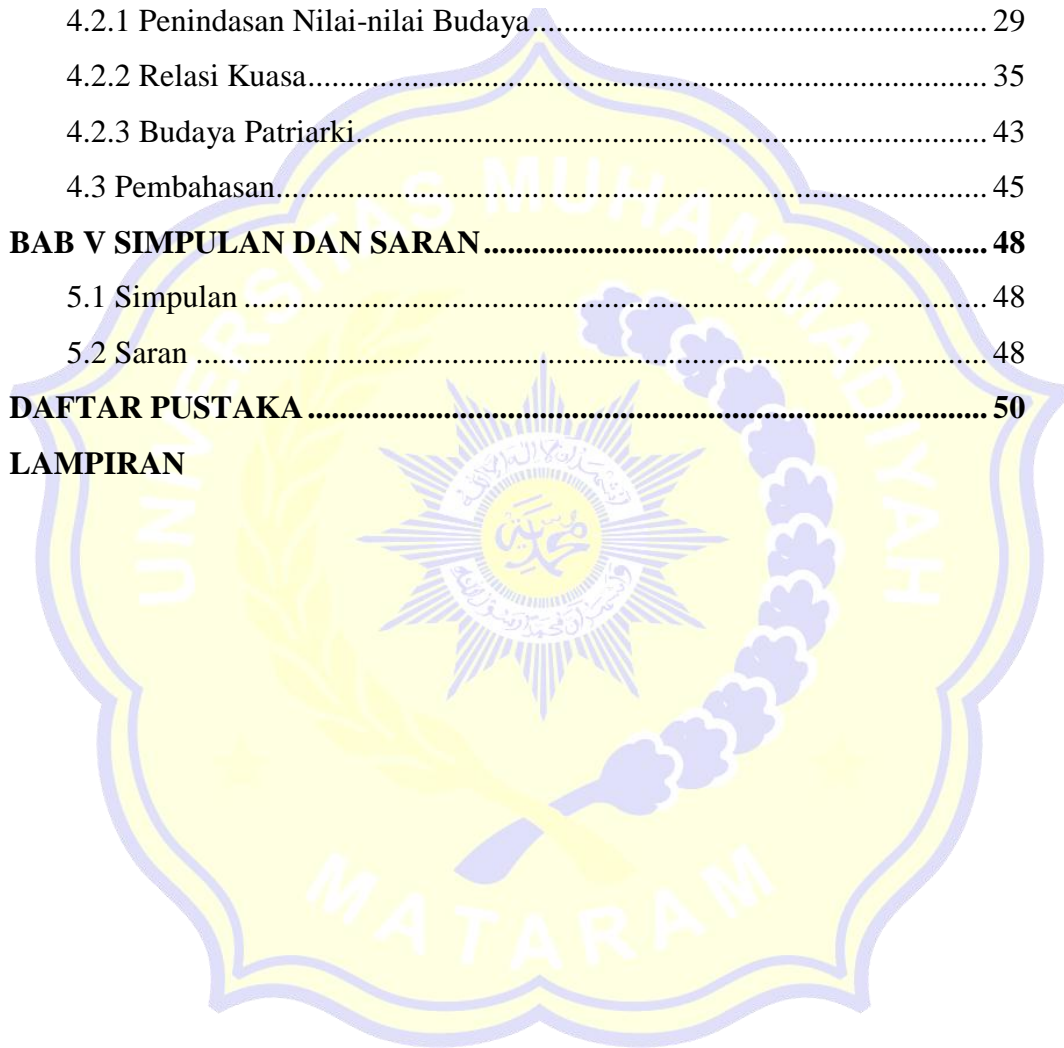 4.2.1 Penindasan Nilai-nilai Budaya........................................................ 29
4.2.2 Relasi Kuasa.................................................................................... 35
4.2.3 Budaya Patriarki............................................................................. 43
4.3 Pembahasan........................................................................................ 45
BAB V SIMPULAN DAN SARAN............................................................. 48
5.1 Simpulan ............................................................................................ 48
5.2 Saran .................................................................................................. 48
DAFTAR PUSTAKA .................................................................................. 50
LAMPIRAN
UNIVERSITAS MUHAMMADIYAH
MATARAM